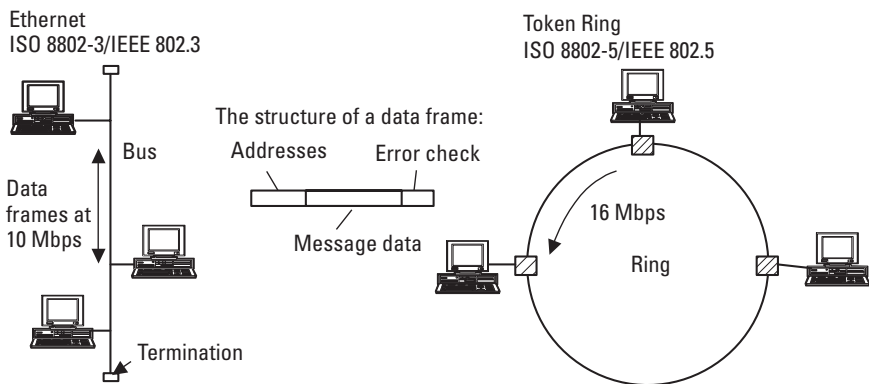 Ethernet
ISO 8802-3/IEEE 802.3
Bus
Data
frames at
10 Mbps
Termination
The structure of a data frame:
Addresses
Error check
Message data
Token Ring
ISO 8802-5/IEEE 802.5
16 Mbps
Ring